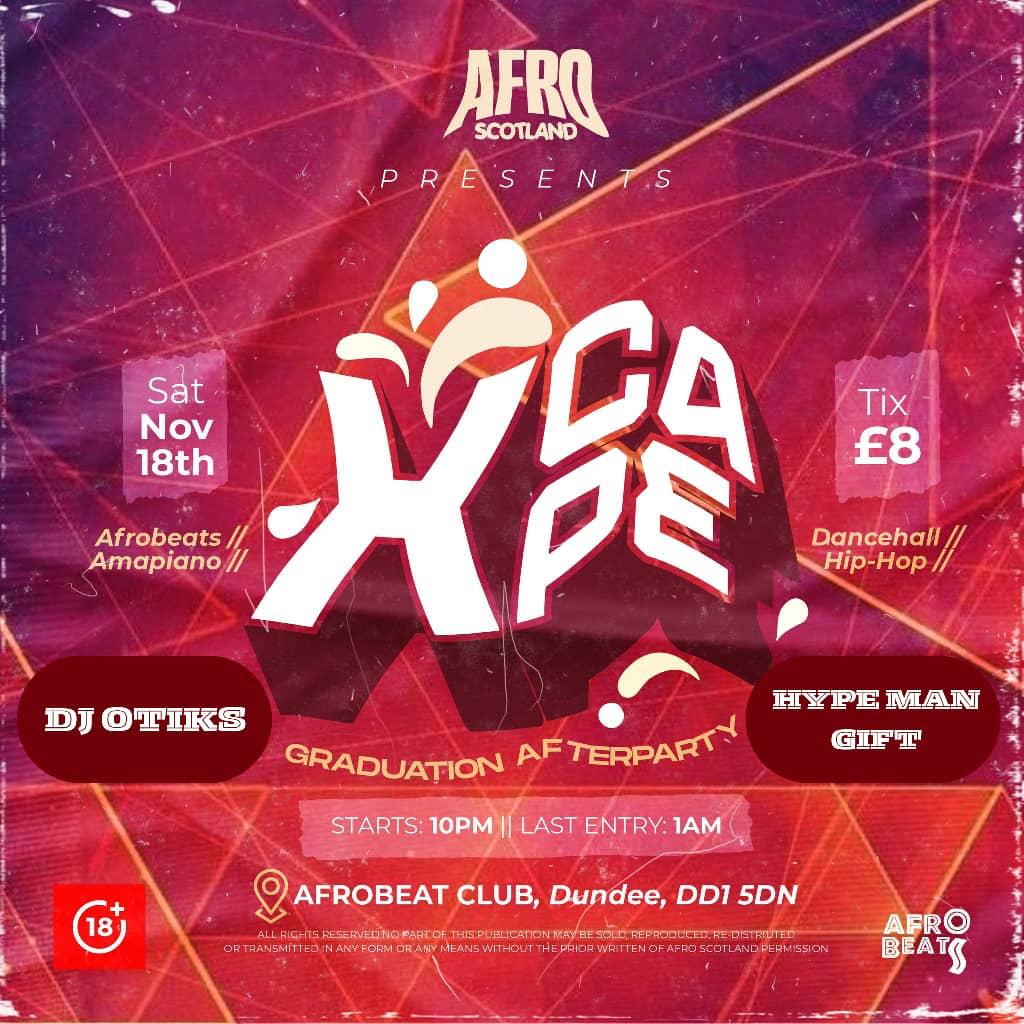 AFRO
SCOTLAND
PRESENTS
XCAPE
Sat
Nov
18th
Tix
£8
Afrobeats //
Amapiano //
Dancehall //
Hip-Hop //
DJ OTIKS
HYPE MAN
GIFT
GRADUATION AFTERPARTY
STARTS: 10PM || LAST ENTRY: 1AM
AFROBEAT CLUB, Dundee, DD1 5DN
18+
ALL RIGHTS RESERVED.NO PART OF THIS PUBLICATION MAY BE SOLD, REPRODUCED, RE-DISTRIUTED
OR TRANSMITTED IN ANY FORM OR ANY MEANS WITHOUT THE PRIOR WRITTEN OF AFRO SCOTLAND PERMISSION
AFRO
BEATS